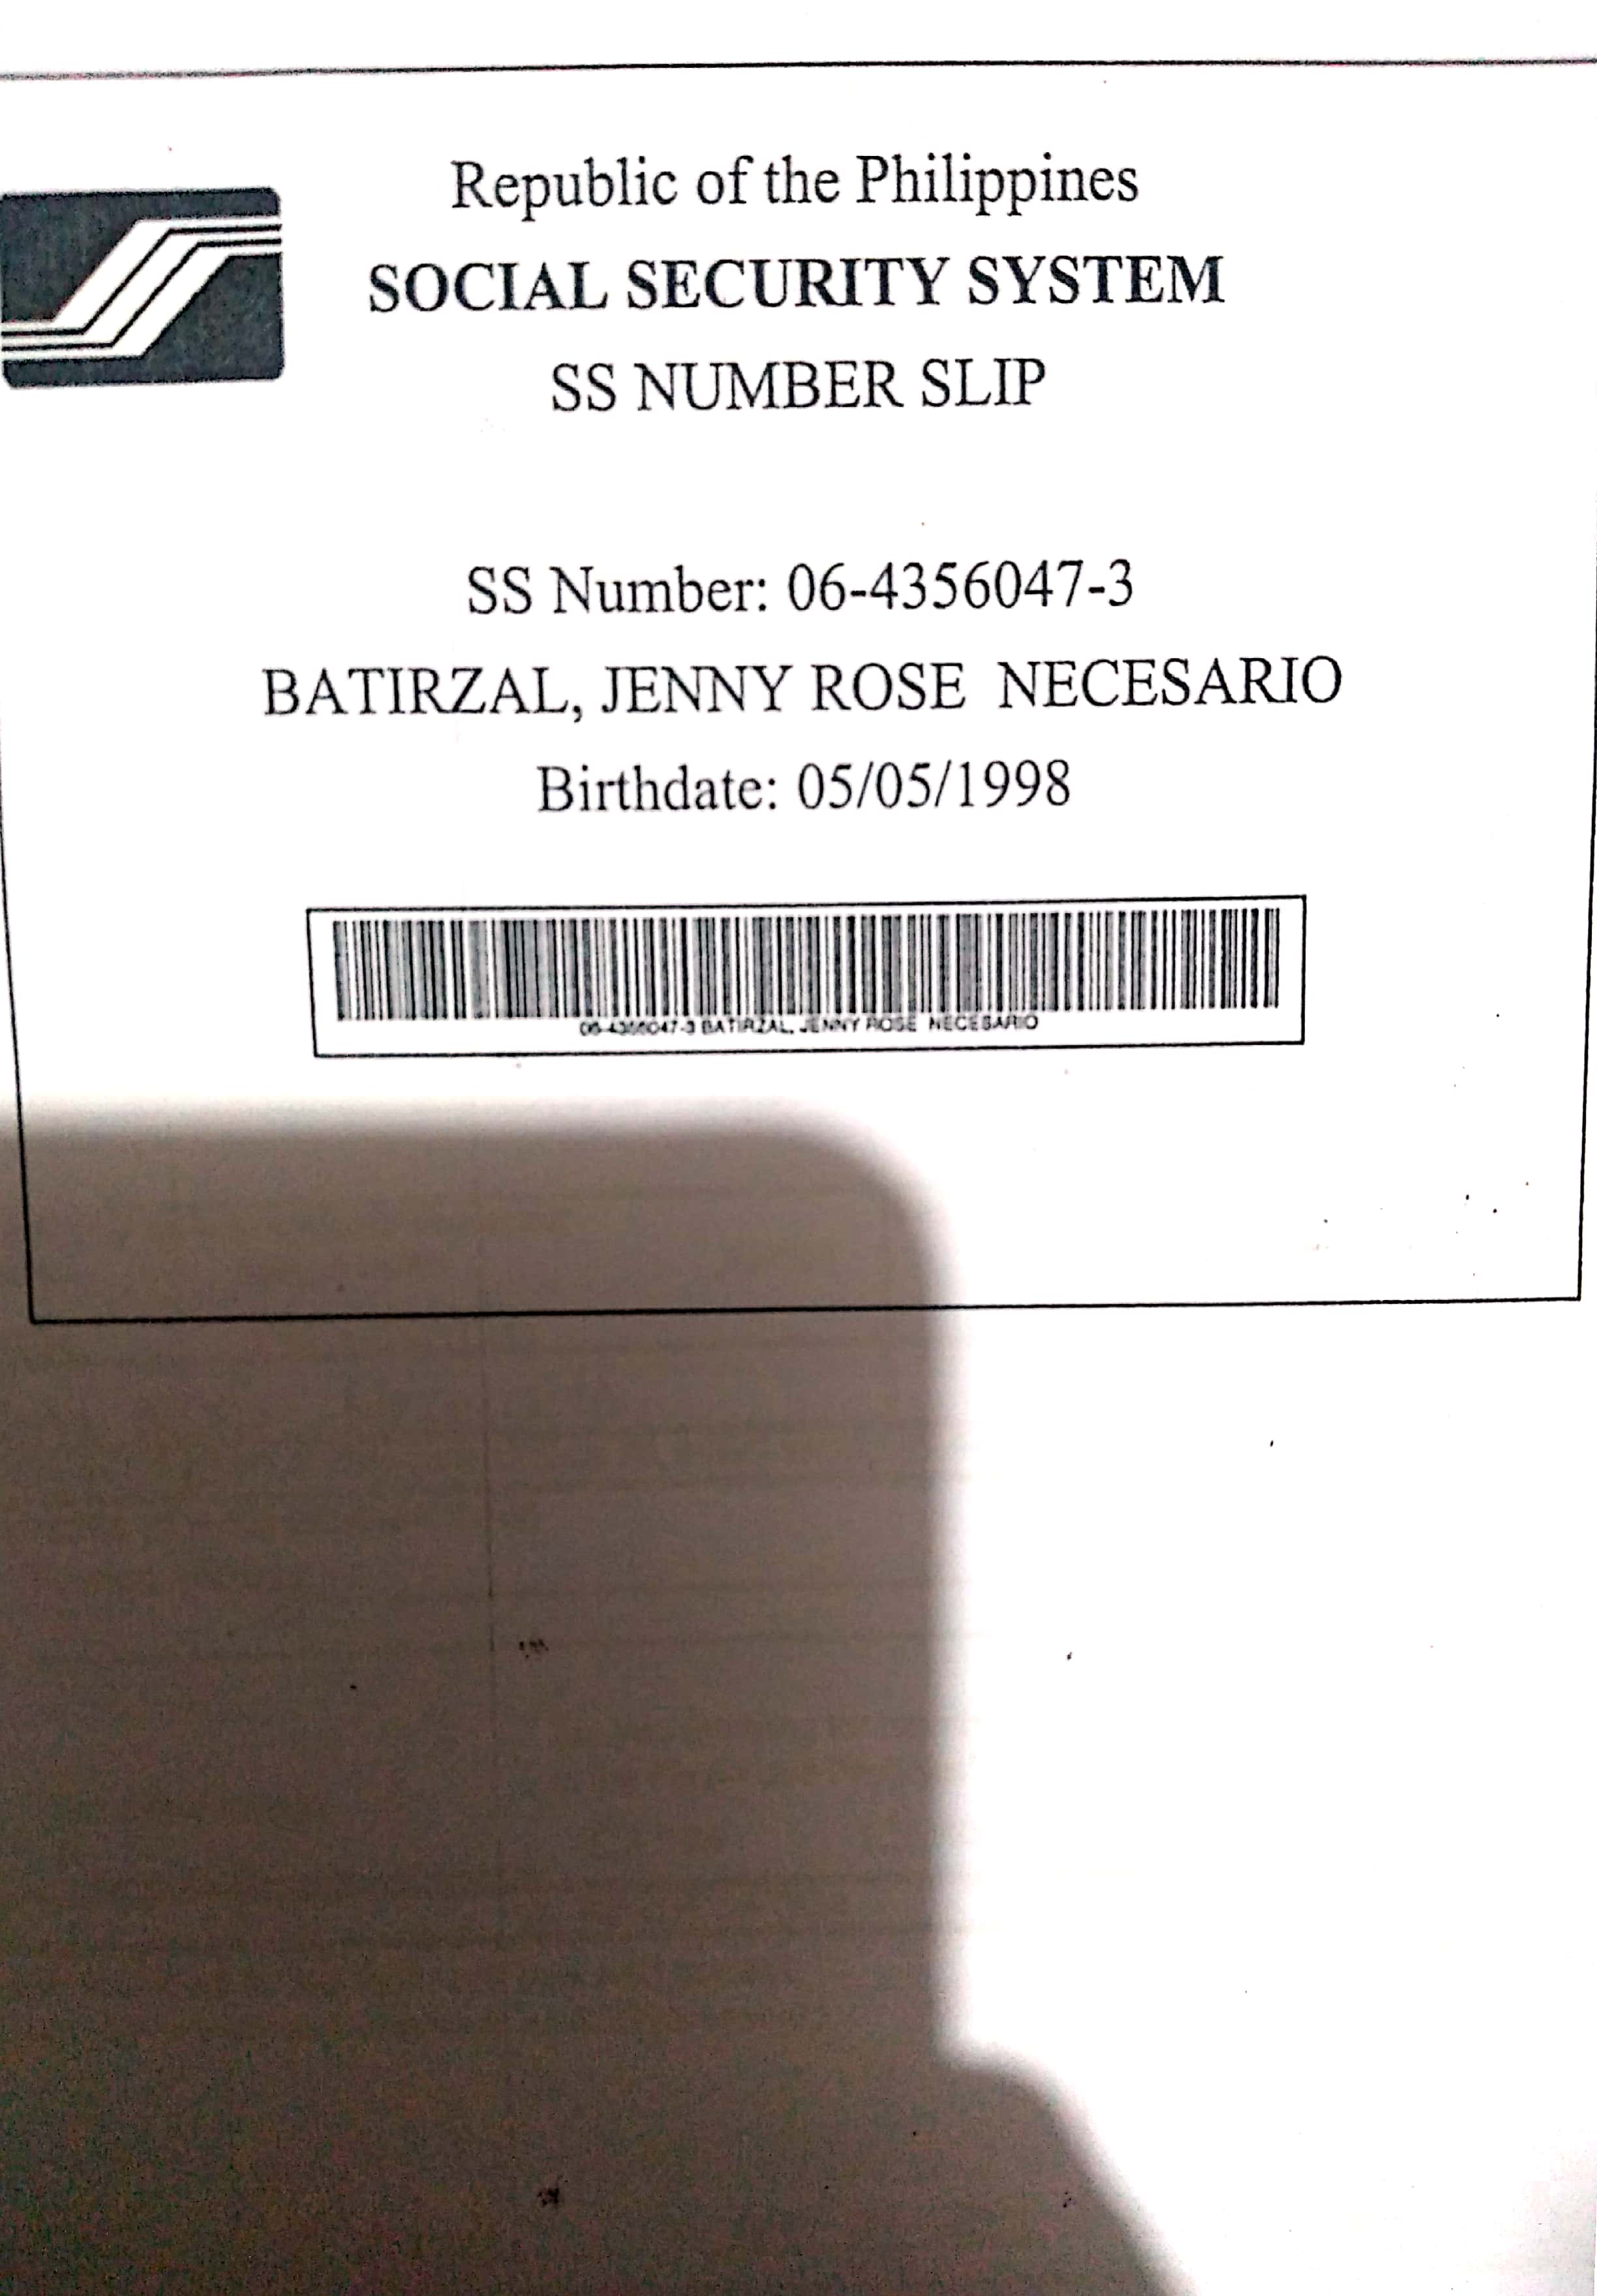 Republic of the Philippines
SOCIAL SECURITY SYSTEM
SS NUMBER SLIP
SS Number: 06-4356047-3
BATIRZAL, JENNY ROSE NECESARIO
Birthdate: 05/05/1998
06-4356047-3 BATIRZAL, JENNY ROSE NECESARIO